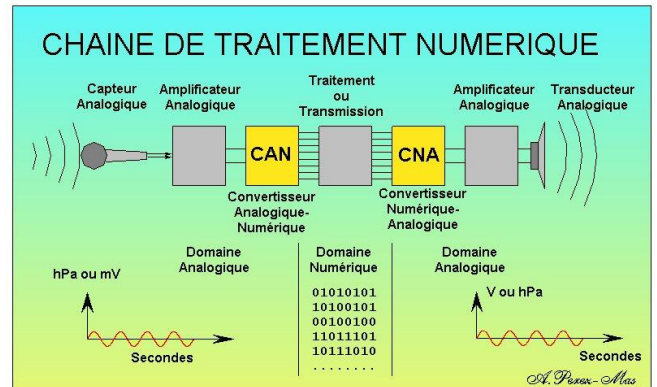 CHAINE DE TRAITEMENT NUMERIQUE
Capteur
Analogique
Amplificateur
Analogique
Traitement
ou
Transmission
Amplificateur
Analogique
Transducteur
Analogique
CAN
CNA
Convertisseur
Analogique-
Numérique
Convertisseur
Numérique-
Analogique
Domaine
Analogique
Domaine
Numérique
Domaine
Analogique
hPa ou mV
Secondes
01010101
10100101
00100100
11011101
10111010
. . . . . . . .
V ou hPa
Secondes
A. Perez- Mas